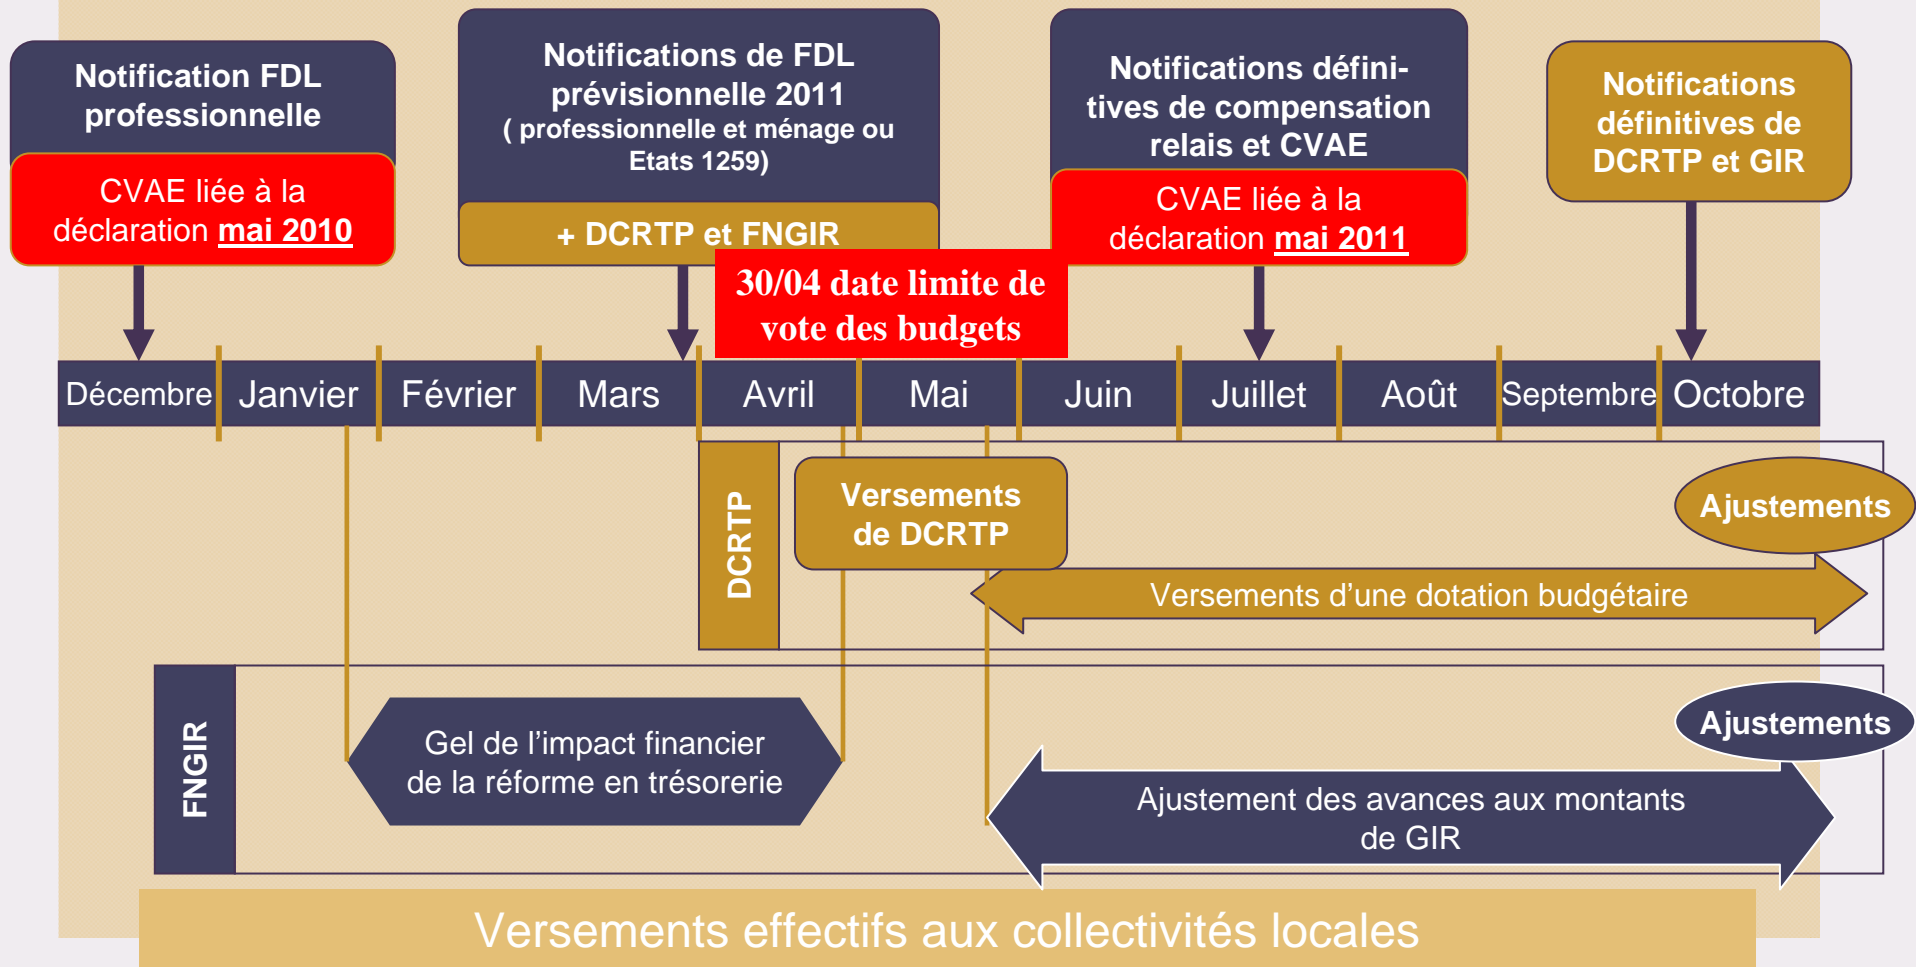 Notification FDL
professionnelle
CVAE liée à la
déclaration mai 2010
Notifications de FDL
prévisionnelle 2011
( professionnelle et ménage ou
Etats 1259)
+ DCRTP et FNGIR
Notifications défini-
tives de compensation
relais et CVAE
CVAE liée à la
déclaration mai 2011
Notifications
définitives de
DCRTP et GIR
30/04 date limite de
vote des budgets
Décembre Janvier Février Mars Avril Mai Juin Juillet Août Septembre Octobre
DCRTP
Versements
de DCRTP
Ajustements
Versements d’une dotation budgétaire
FNGIR
Gel de l’impact financier
de la réforme en trésorerie
Ajustements
Ajustement des avances aux montants
de GIR
Versements effectifs aux collectivités locales